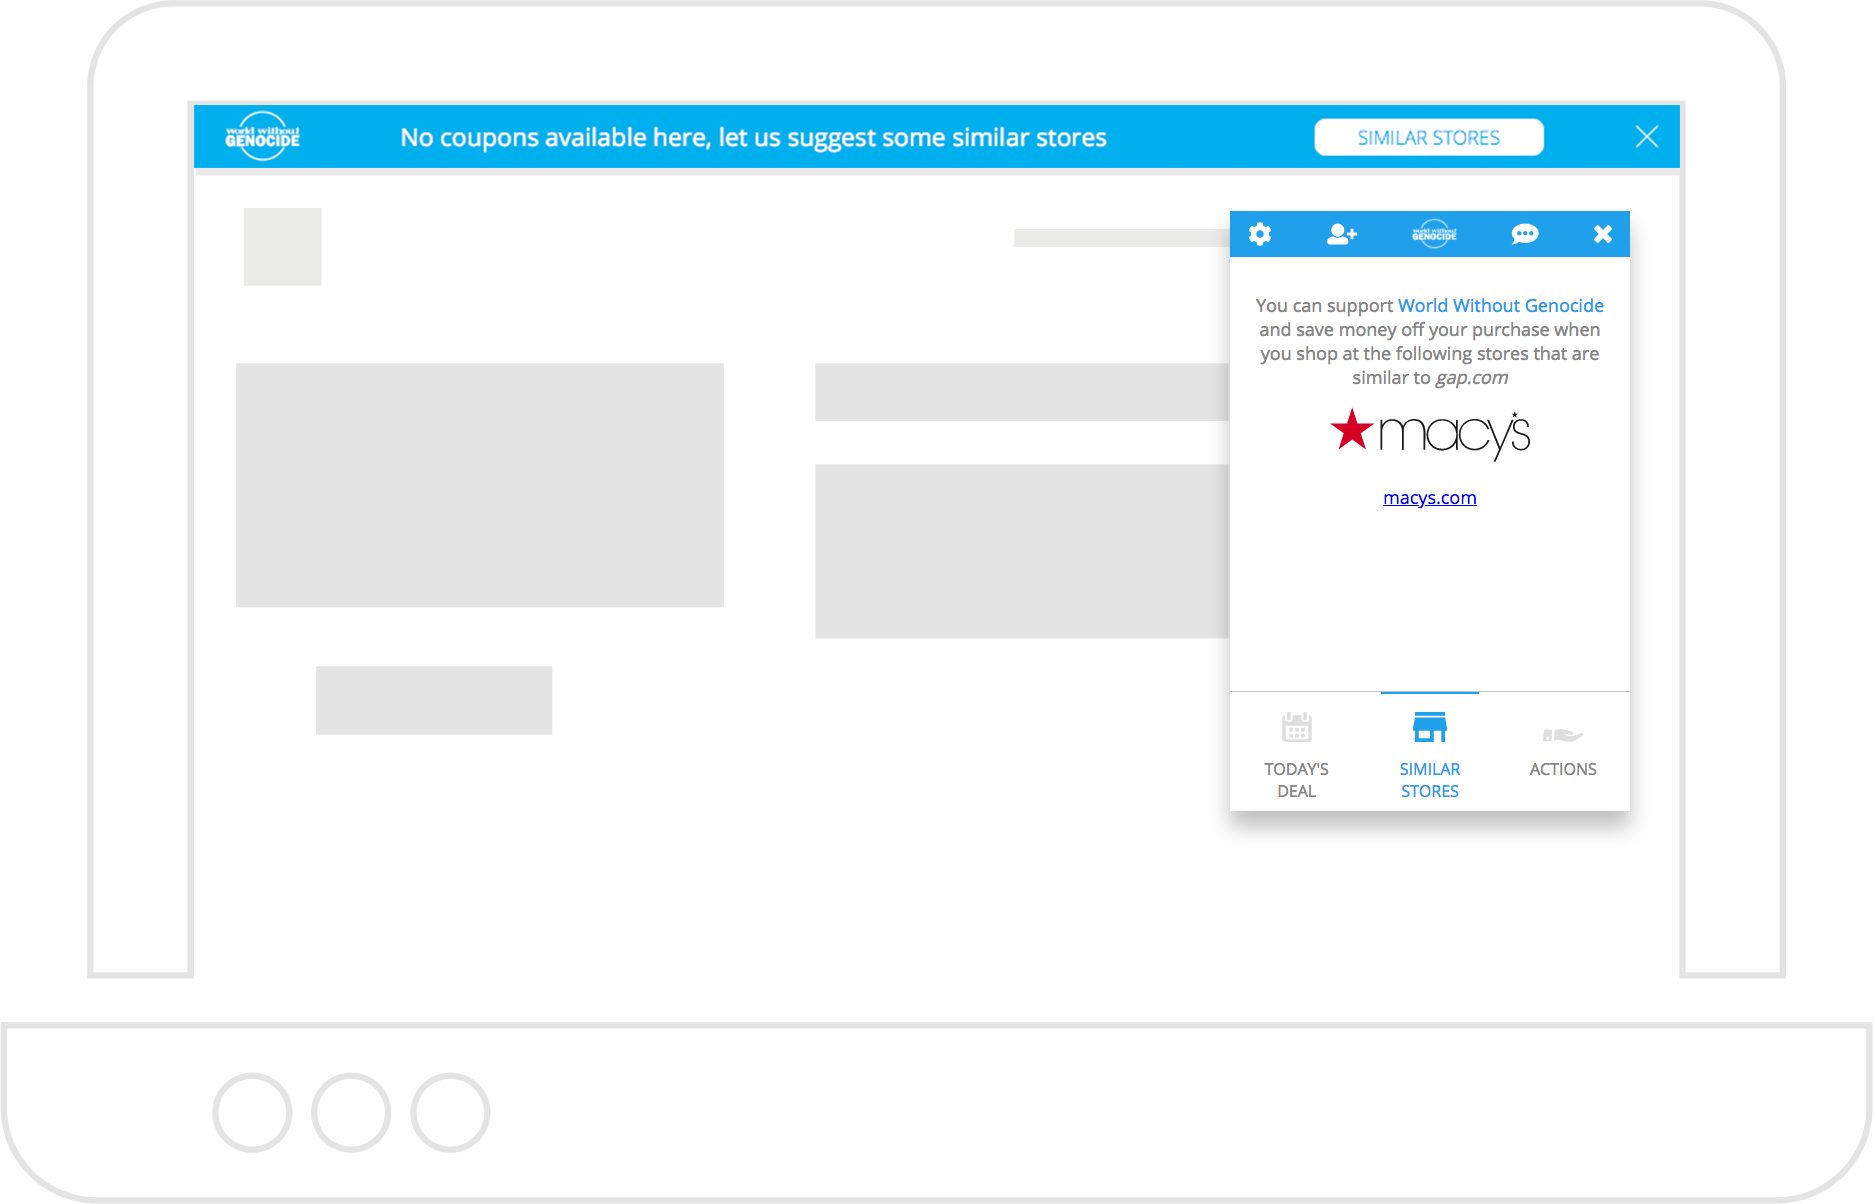 world without
GENOCIDE
No coupons available here, let us suggest some similar stores
SIMILAR STORES
world without
GENOCIDE
You can support World Without Genocide
and save money off your purchase when
you shop at the following stores that are
similar to gap.com
macy's
macys.com
TODAY'S
DEAL
SIMILAR
STORES
ACTIONS